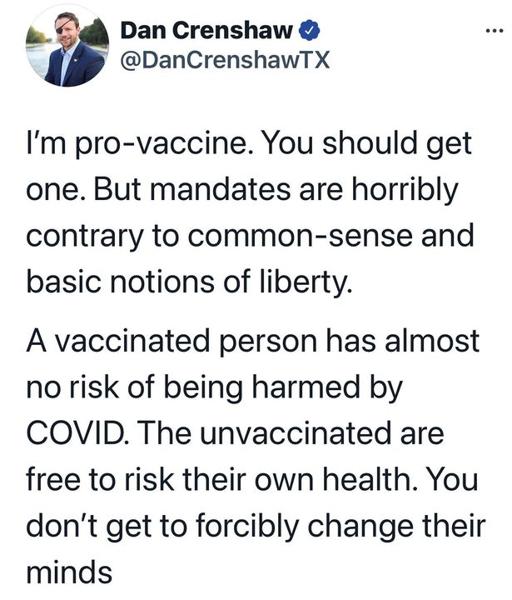 Dan Crenshaw
@DanCrenshawTX
I'm pro-vaccine. You should get
one. But mandates are horribly
contrary to common-sense and
basic notions of liberty.
A vaccinated person has almost
no risk of being harmed by
COVID. The unvaccinated are
free to risk their own health. You
don't get to forcibly change their
minds